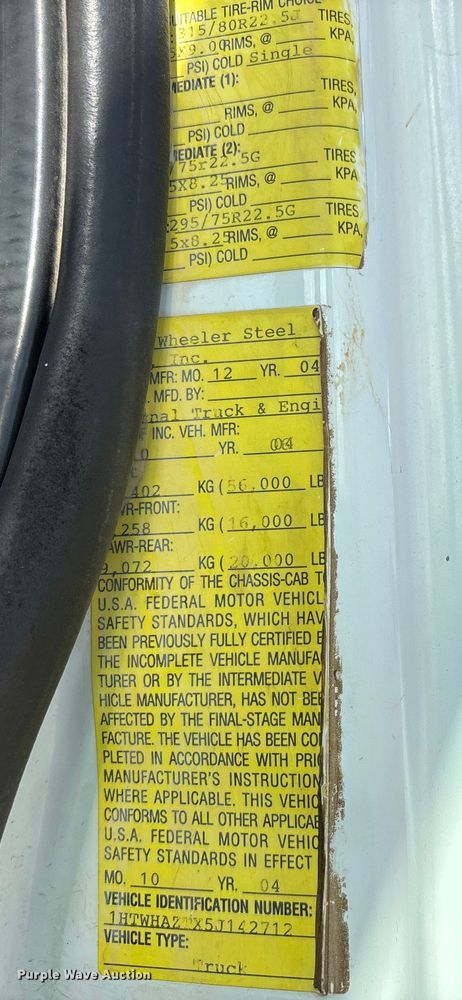 UITABLE TIRE-RIM CHOICE
315/80R22.5J TIRES,
5x9.00 RIMS, @ KPA,
PSI) COLD Single
MEDIATE (1):
TIRES,
RIMS, @ KPA,
PSI) COLD
MEDIATE (2):
/75r22.5G TIRES
5X8.25 RIMS, @ KPA
PSI) COLD
:295/75R22.5G TIRES
5x8.25 RIMS, @ KPA,
PSI) COLD
Wheeler Steel
Inc.
MFR: MO. 12 YR. 04
MFD. BY:
nal Truck & Engi
INC. VEH. MFR:
0 YR. 04
402 KG (56,000 LB
WR-FRONT:
,258 KG (16,000 LB
AWR-REAR:
9,072 KG (20,000 LB
CONFORMITY OF THE CHASSIS-CAB T
U.S.A. FEDERAL MOTOR VEHICL
SAFETY STANDARDS, WHICH HAV
BEEN PREVIOUSLY FULLY CERTIFIED B
THE INCOMPLETE VEHICLE MANUFA
TURER OR BY THE INTERMEDIATE V
HICLE MANUFACTURER, HAS NOT BEE
AFFECTED BY THE FINAL-STAGE MAN
FACTURE. THE VEHICLE HAS BEEN CO
PLETED IN ACCORDANCE WITH PRI
MANUFACTURER'S INSTRUCTION
WHERE APPLICABLE. THIS VEHIC
CONFORMS TO ALL OTHER APPLICAB
U.S.A. FEDERAL MOTOR VEHIC
SAFETY STANDARDS IN EFFECT
MO. 10 YR. 04
VEHICLE IDENTIFICATION NUMBER:
VEHICLE TYPE:
Truck
Purple Wave Auction